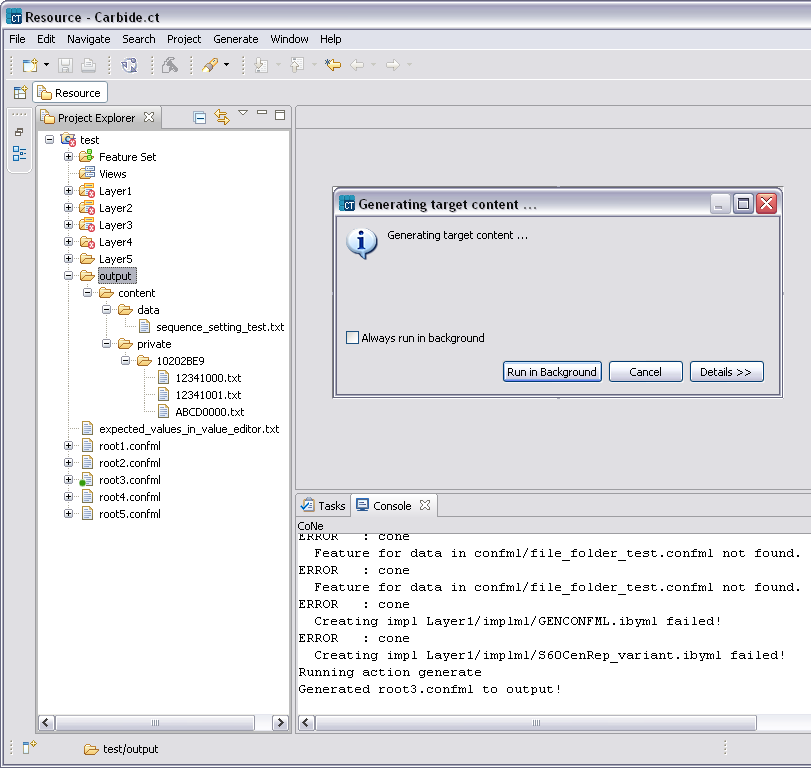 Resource - Carbide.ct
File Edit Navigate Search Project Generate Window Help
Resource
Project Explorer
test
Feature Set
Views
Layer1
Layer2
Layer3
Layer4
Layer5
output
content
data
sequence_setting_test.txt
private
10202BE9
12341000.txt
12341001.txt
ABCD0000.txt
expected_values_in_value_editor.txt
root1.confml
root2.confml
root3.confml
root4.confml
root5.confml
CT Generating target content ...
Generating target content ...
Always run in background
Run in Background Cancel Details >>
Tasks Console
CoNe
ERROR : cone
Feature for data in confml/file_folder_test.confml not found.
ERROR : cone
Feature for data in confml/file_folder_test.confml not found.
ERROR : cone
Creating impl Layer1/implml/GENCONFML.ibyml failed!
ERROR : cone
Creating impl Layer1/implml/S60CenRep_variant.ibyml failed!
Running action generate
Generated root3.confml to output!
test/output